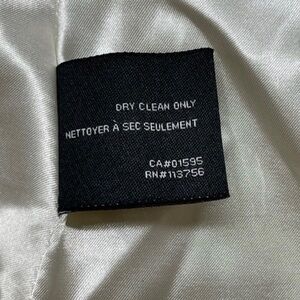 DRY CLEAN ONLY
NETTOYER À SEC SEULEMENT
CA#01595
RN#113756